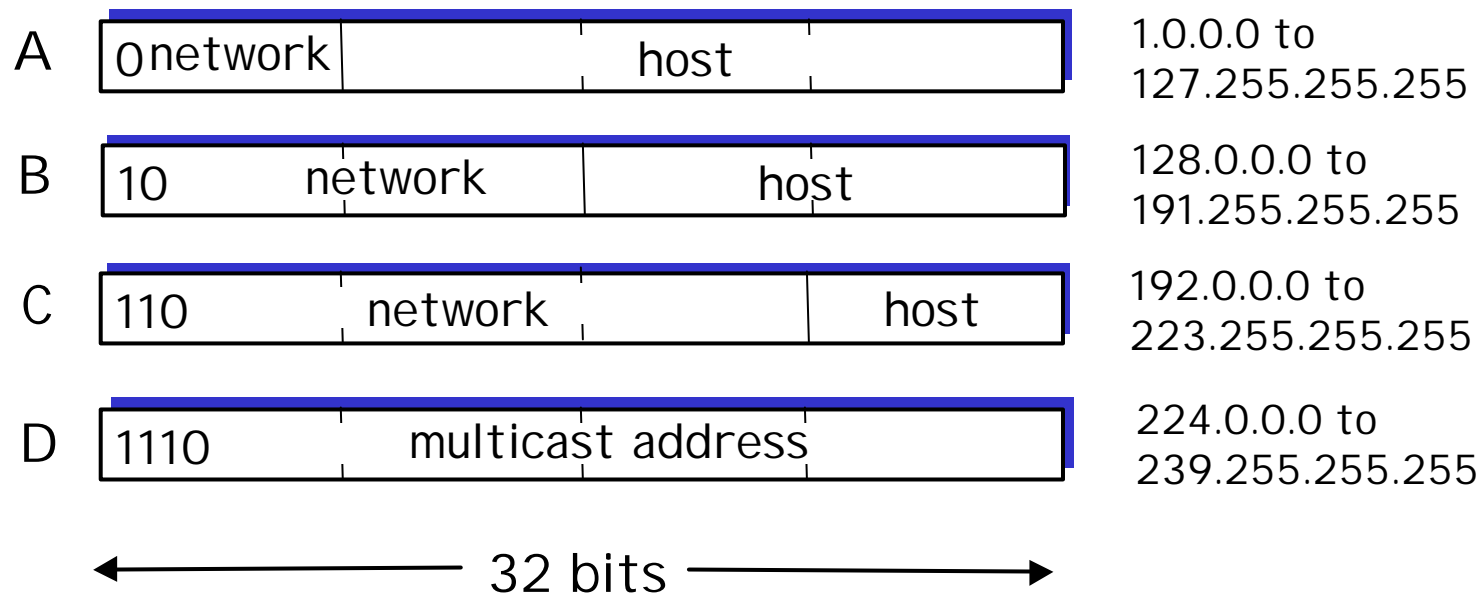 A 0 network host 1.0.0.0 to
127.255.255.255
B 10 network host 128.0.0.0 to
191.255.255.255
C 110 network host 192.0.0.0 to
223.255.255.255
D 1110 multicast address 224.0.0.0 to
239.255.255.255
32 bits